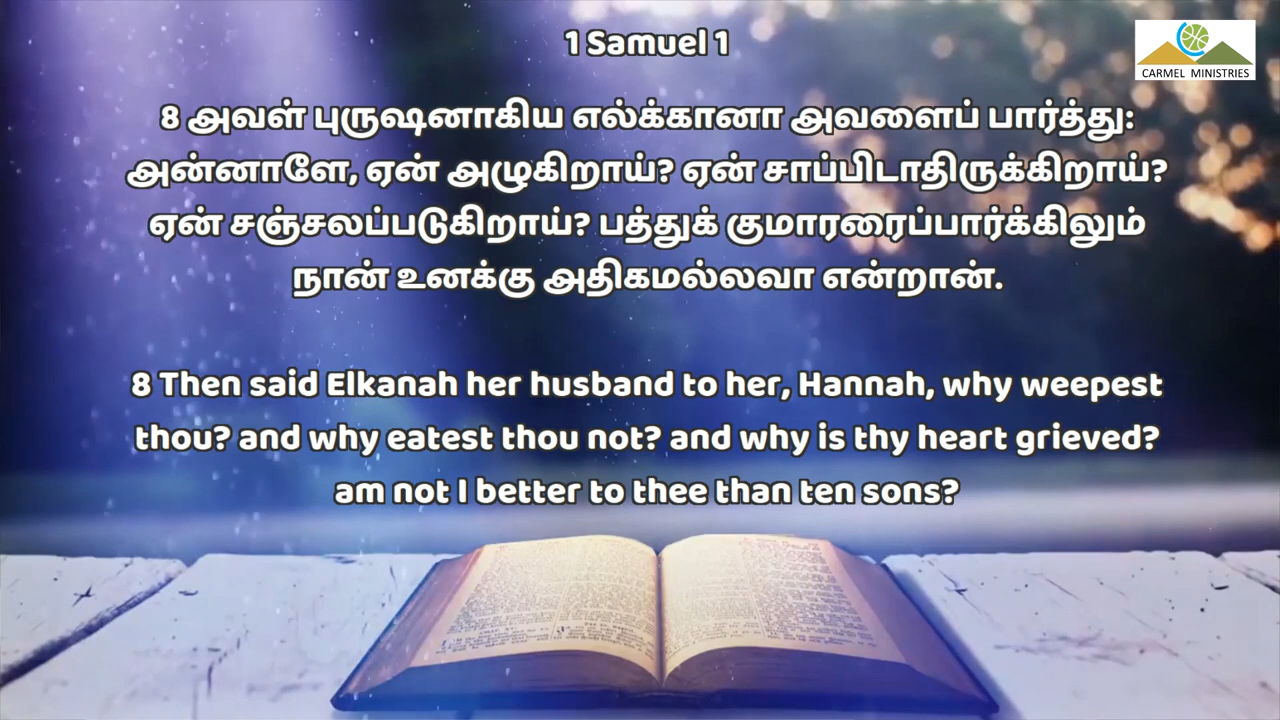 1 Samuel 1
CARMEL MINISTRIES
8 அவள் புருஷனாகிய எல்க்கானா அவளைப் பார்த்து:
அன்னாளே, ஏன் அழுகிறாய்? ஏன் சாப்பிடாதிருக்கிறாய்?
ஏன் சஞ்சலப்படுகிறாய்? பத்துக் குமாரரைப்பார்க்கிலும்
நான் உனக்கு அதிகமல்லவா என்றான்.
8 Then said Elkanah her husband to her, Hannah, why weepest
thou? and why eatest thou not? and why is thy heart grieved?
am not I better to thee than ten sons?